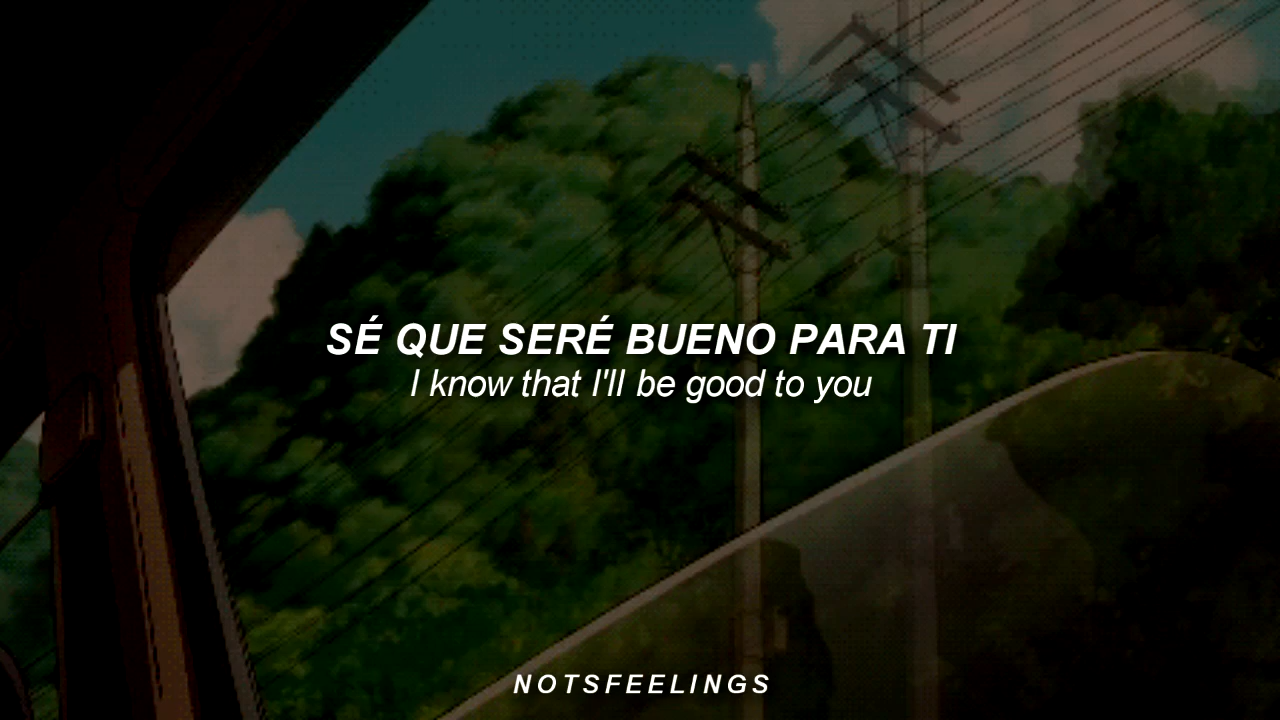 SÉ QUE SERÉ BUENO PARA TI
I know that I'll be good to you
NOTSFEELINGS